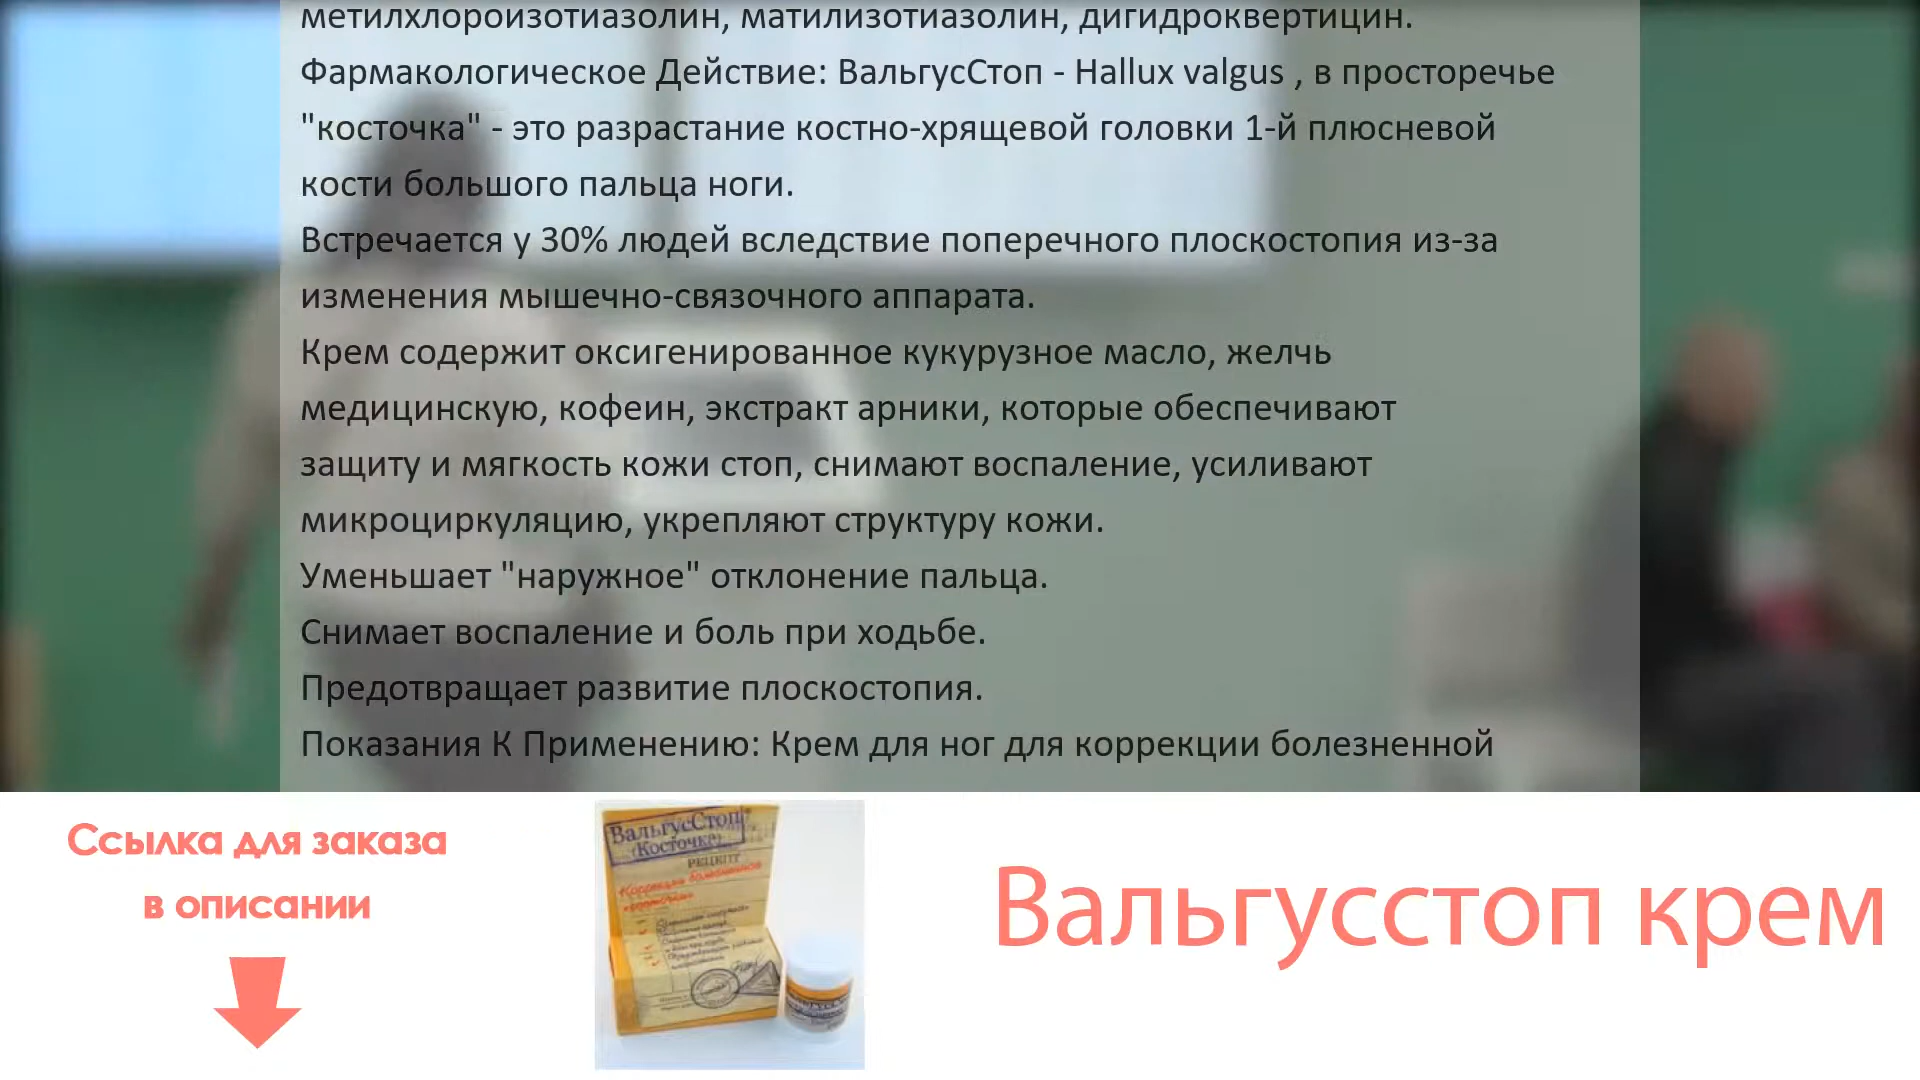 метилхлороизотиазолин, матилизотиазолин, дигидроквертицин.
Фармакологическое Действие: ВальгусСтоп - Hallux valgus , в просторечье
"косточка" - это разрастание костно-хрящевой головки 1-й плюсневой
кости большого пальца ноги.
Встречается у 30% людей вследствие поперечного плоскостопия из-за
изменения мышечно-связочного аппарата.
Крем содержит оксигенированное кукурузное масло, желчь
медицинскую, кофеин, экстракт арники, которые обеспечивают
защиту и мягкость кожи стоп, снимают воспаление, усиливают
микроциркуляцию, укрепляют структуру кожи.
Уменьшает "наружное" отклонение пальца.
Снимает воспаление и боль при ходьбе.
Предотвращает развитие плоскостопия.
Показания К Применению: Крем для ног для коррекции болезненной
Ссылка для заказа
в описании
ВальгусСтоп
(Косточка)
РЕЦЕПТ
Вальгусстоп крем